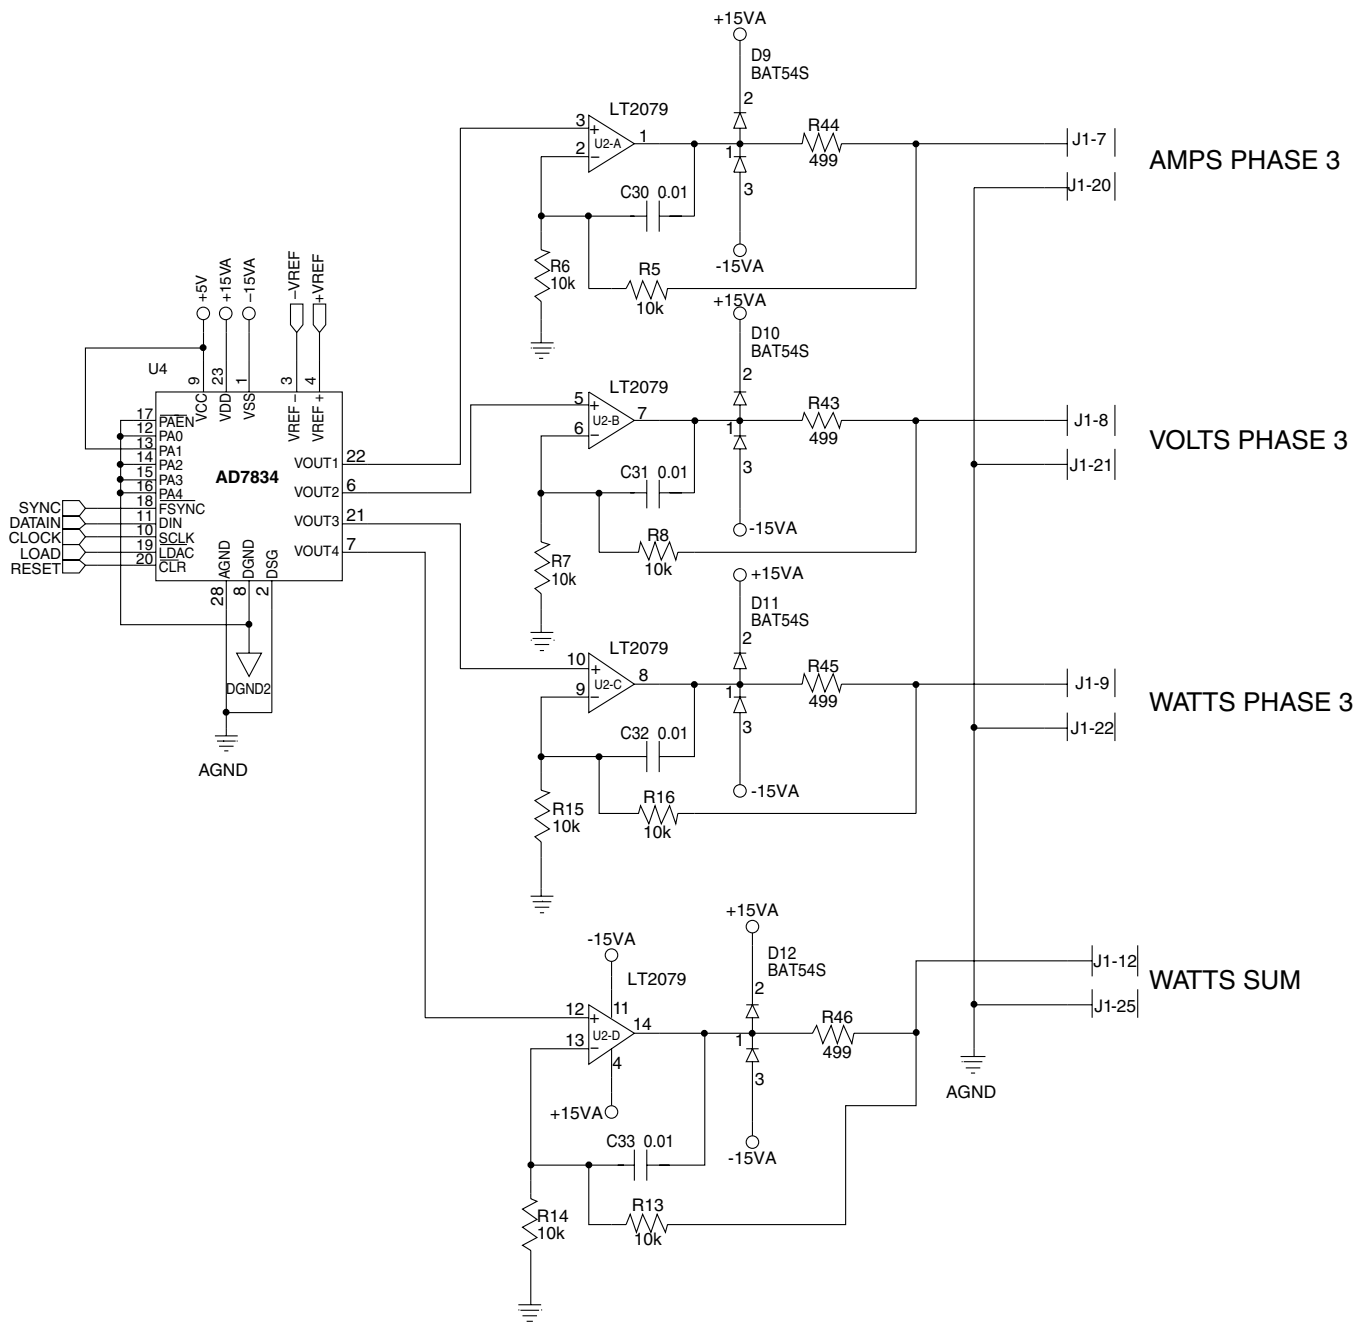 +15VA
D9
BAT54S
2
LT2079
3
+
U2-A
1
2
−
1
3
R44
499
J1-7
AMPS PHASE 3
J1-20
C30 0.01
-15VA
R6
10k
R5
10k
+5V
+15VA
−15VA
−VREF
+VREF
U4
9
23
1
3
4
VCC
VDD
VSS
VREF −
VREF +
17
PAEN
12
PA0
13
PA1
14
PA2
15
PA3
16
PA4
SYNC
18
FSYNC
DATAIN
11
DIN
CLOCK
10
SCLK
LOAD
19
LDAC
RESET
20
CLR
AD7834
VOUT1
22
VOUT2
6
VOUT3
21
VOUT4
7
AGND
DGND
DSG
28
8
2
DGND2
AGND
+15VA
D10
BAT54S
2
LT2079
5
+
U2-B
7
6
−
1
3
R43
499
J1-8
VOLTS PHASE 3
J1-21
C31 0.01
-15VA
R7
10k
R8
10k
+15VA
D11
BAT54S
2
LT2079
10
+
U2-C
8
9
−
1
3
R45
499
J1-9
WATTS PHASE 3
J1-22
C32 0.01
-15VA
R15
10k
R16
10k
+15VA
-15VA
D12
BAT54S
2
LT2079
11
12
+
U2-D
14
13
−
4
1
3
R46
499
J1-12
WATTS SUM
J1-25
AGND
+15VA
C33 0.01
-15VA
R14
10k
R13
10k